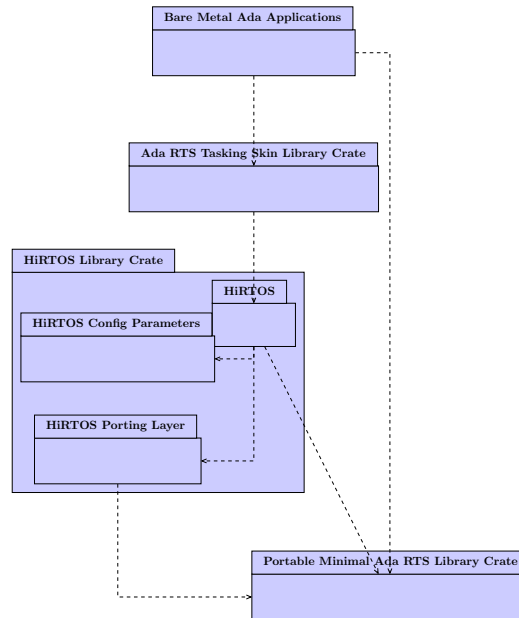 Bare Metal Ada Applications
Ada RTS Tasking Skin Library Crate
HiRTOS Library Crate
HiRTOS
HiRTOS Config Parameters
HiRTOS Porting Layer
Portable Minimal Ada RTS Library Crate